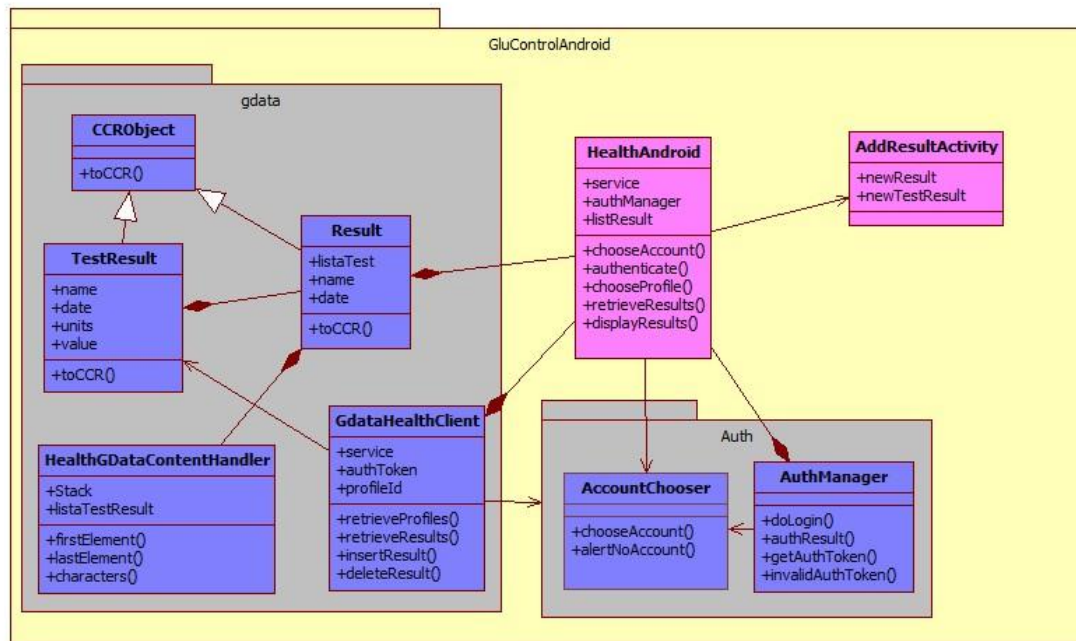 GluControlAndroid
gdata
CCRObject
+toCCR()
TestResult
+name
+date
+units
+value
+toCCR()
Result
+listaTest
+name
+date
+toCCR()
HealthGDataContentHandler
+Stack
+listaTestResult
+firstElement()
+lastElement()
+characters()
GdataHealthClient
+service
+authToken
+profileId
+retrieveProfiles()
+retrieveResults()
+insertResult()
+deleteResult()
HealthAndroid
+service
+authManager
+listResult
+chooseAccount()
+authenticate()
+chooseProfile()
+retrieveResults()
+displayResults()
AddResultActivity
+newResult
+newTestResult
Auth
AccountChooser
+chooseAccount()
+alertNoAccount()
AuthManager
+doLogin()
+authResult()
+getAuthToken()
+invalidAuthToken()